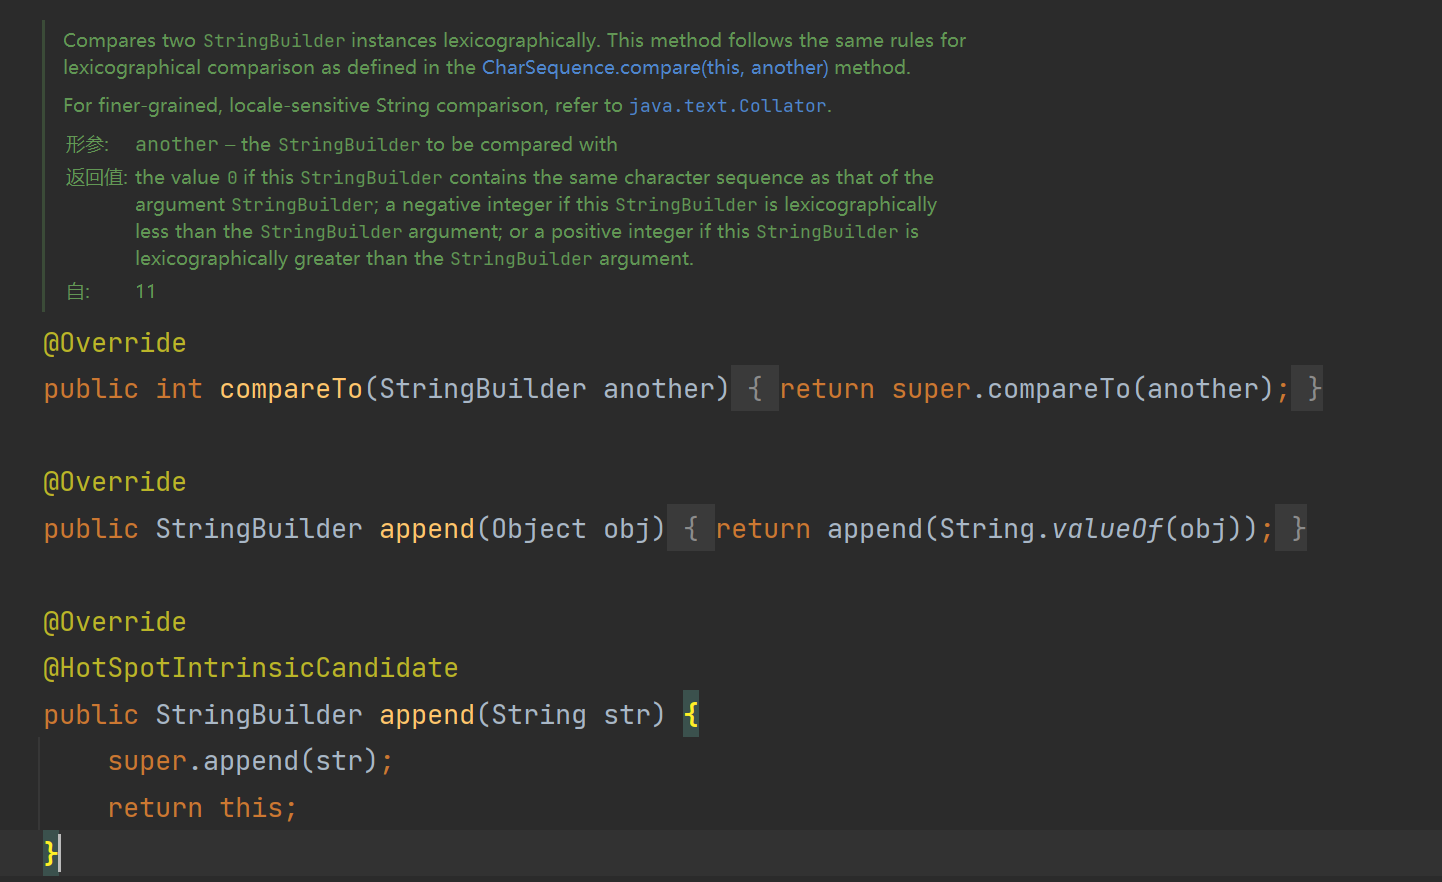 Compares two StringBuilder instances lexicographically. This method follows the same rules for
lexicographical comparison as defined in the CharSequence.compare(this, another) method.
For finer-grained, locale-sensitive String comparison, refer to java.text.Collator.
形参: another – the StringBuilder to be compared with
返回值: the value 0 if this StringBuilder contains the same character sequence as that of the
argument StringBuilder; a negative integer if this StringBuilder is lexicographically
less than the StringBuilder argument; or a positive integer if this StringBuilder is
lexicographically greater than the StringBuilder argument.
自: 11
@Override
public int compareTo(StringBuilder another) { return super.compareTo(another); }
@Override
public StringBuilder append(Object obj) { return append(String.valueOf(obj)); }
@Override
@HotSpotIntrinsicCandidate
public StringBuilder append(String str) {
super.append(str);
return this;
}